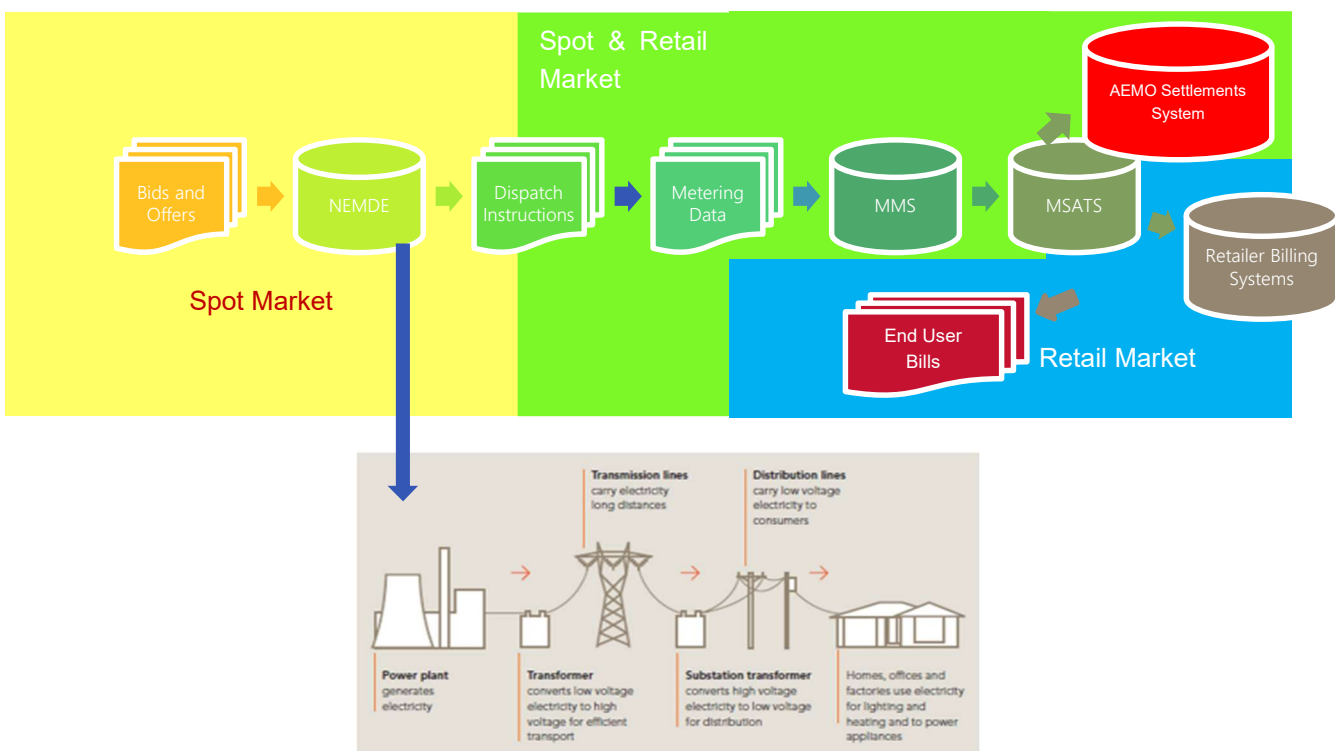 Spot & Retail
Market
AEMO Settlements
System
Bids and
Offers
NEMDE
Dispatch
Instructions
Metering
Data
MMS
MSATS
Retailer Billing
Systems
Spot Market
End User
Bills
Retail Market
Transmission lines
carry electricity
long distances
Distribution lines
carry low voltage
electricity to
consumers
Power plant
generates
electricity
Transformer
converts low voltage
electricity to high
voltage for efficient
transport
Substation transformer
converts high voltage
electricity to low voltage
for distribution
Homes, offices and
factories use electricity
for lighting and
heating and to power
appliances